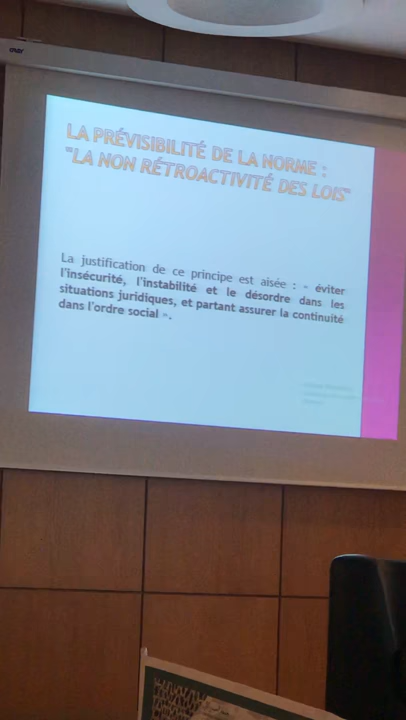 LA PRÉVISIBILITÉ DE LA NORME :
"LA NON RÉTROACTIVITÉ DES LOIS"
La justification de ce principe est aisée : « éviter
l'insécurité, l'instabilité et le désordre dans les
situations juridiques, et partant assurer la continuité
dans l'ordre social ».